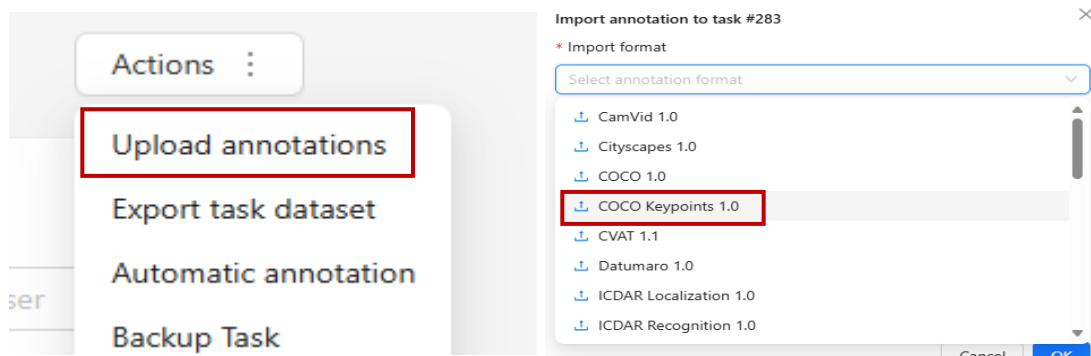 Actions
Upload annotations
Export task dataset
Automatic annotation
ser
Backup Task
Import annotation to task #283
* Import format
Select annotation format
CamVid 1.0
Cityscapes 1.0
COCO 1.0
COCO Keypoints 1.0
CVAT 1.1
Datumaro 1.0
ICDAR Localization 1.0
ICDAR Recognition 1.0
Cancel
OK